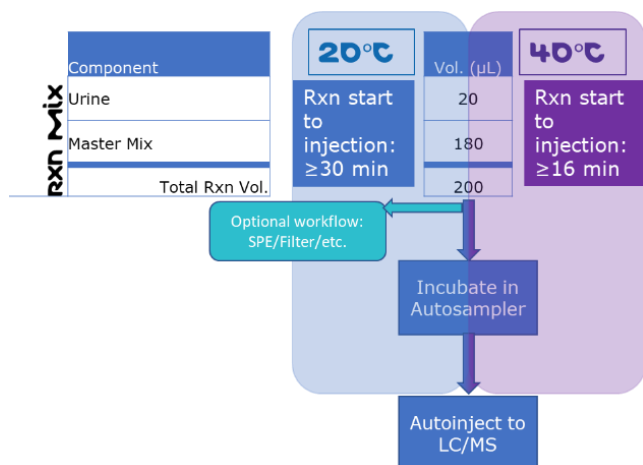 20°C
40°C
Component
Vol. (µL)
Rxn Mix
Urine
20
Master Mix
180
Total Rxn Vol.
200
Rxn start
to
injection:
≥30 min
Rxn start
to
injection:
≥16 min
Optional workflow:
SPE/Filter/etc.
Incubate in
Autosampler
Autoinject to
LC/MS